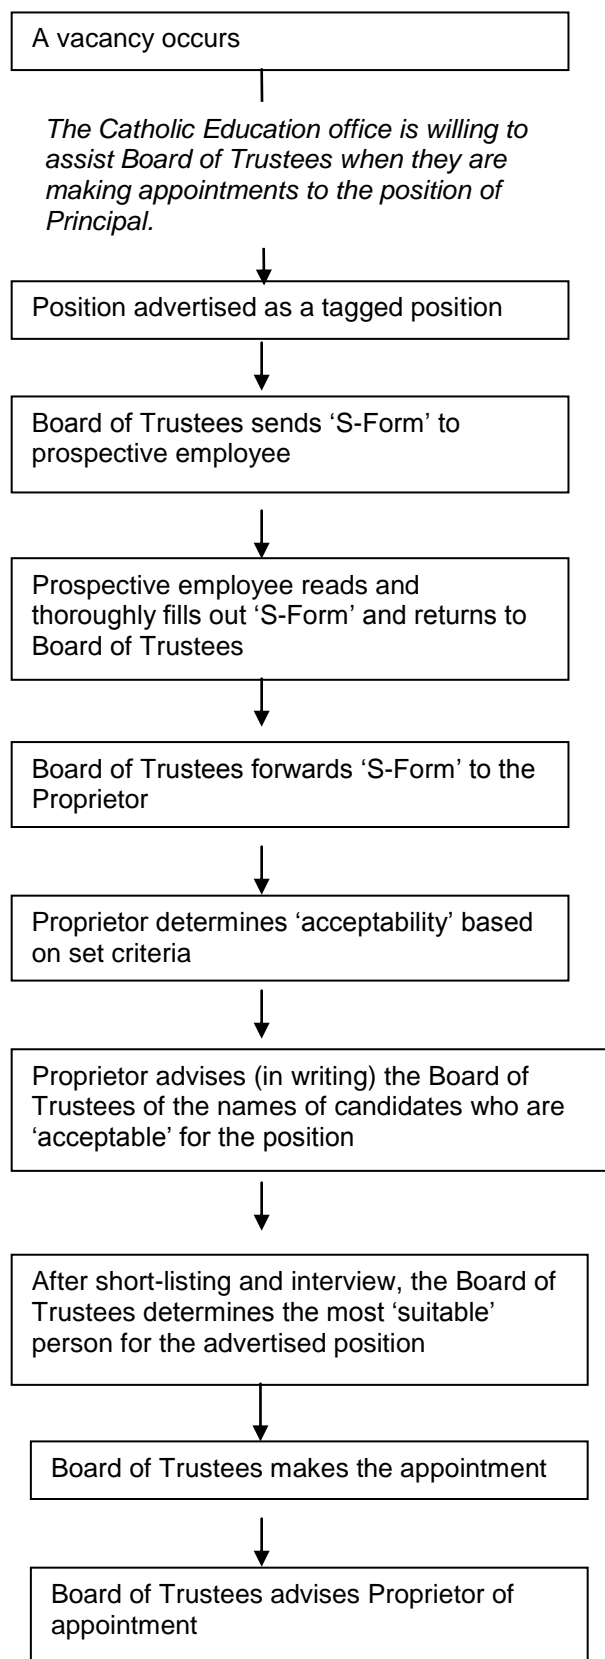 A vacancy occurs
The Catholic Education office is willing to
assist Board of Trustees when they are
making appointments to the position of
Principal.
Position advertised as a tagged position
Board of Trustees sends ‘S-Form’ to
prospective employee
Prospective employee reads and
thoroughly fills out ‘S-Form’ and returns to
Board of Trustees
Board of Trustees forwards ‘S-Form’ to the
Proprietor
Proprietor determines ‘acceptability’ based
on set criteria
Proprietor advises (in writing) the Board of
Trustees of the names of candidates who are
‘acceptable’ for the position
After short-listing and interview, the Board of
Trustees determines the most ‘suitable’
person for the advertised position
Board of Trustees makes the appointment
Board of Trustees advises Proprietor of
appointment